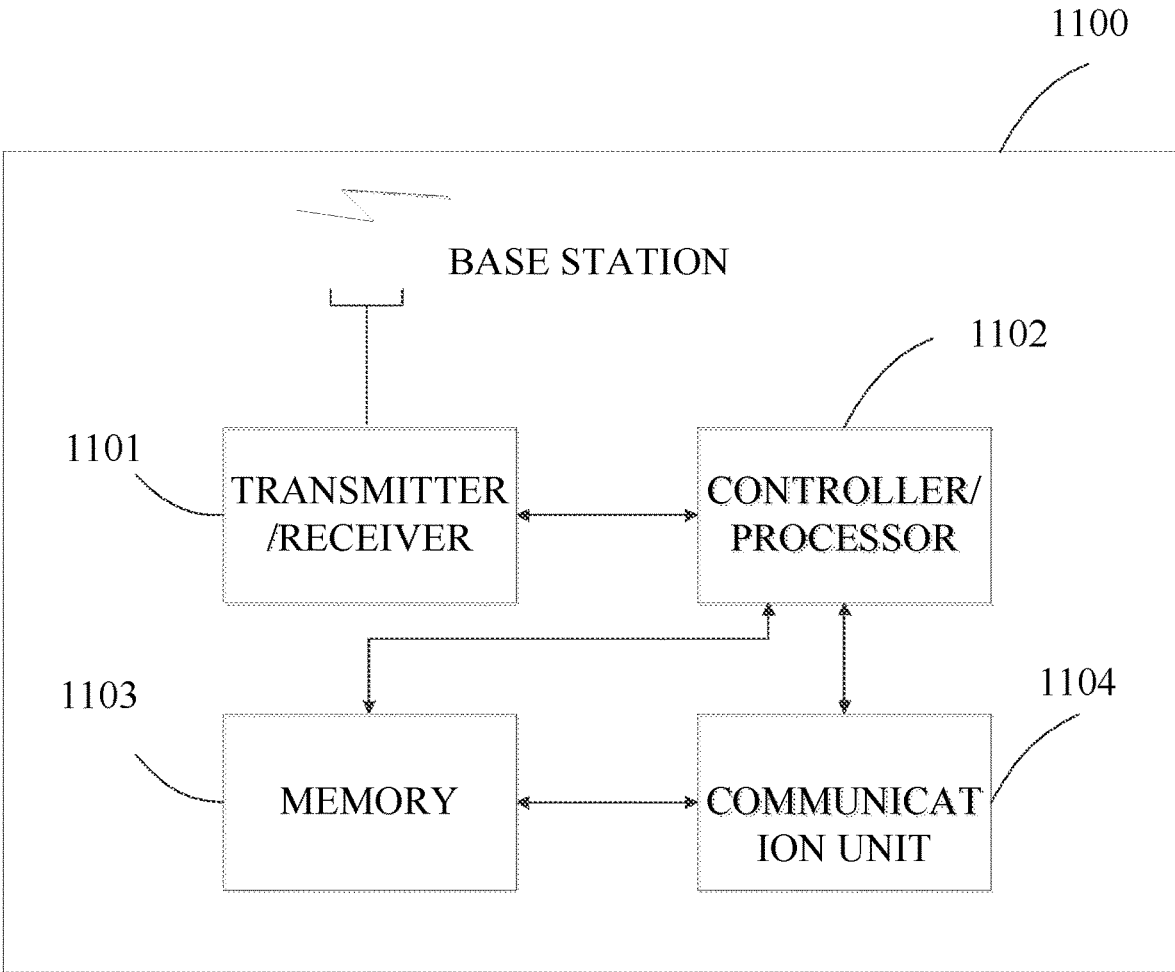 1100
BASE STATION
1102
1101
TRANSMITTER
/RECEIVER
CONTROLLER/
PROCESSOR
1103
1104
MEMORY
COMMUNICAT
ION UNIT